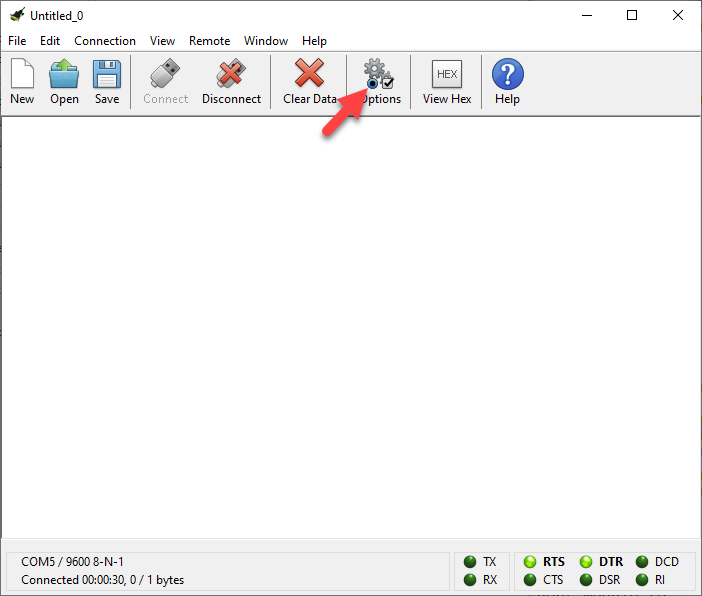 Untitled_0
File Edit Connection View Remote Window Help
HEX
New Open Save Connect Disconnect Clear Data Options View Hex Help
COM5 / 9600 8-N-1
Connected 00:00:30, 0 / 1 bytes
TX RTS DTR DCD
RX CTS DSR RI